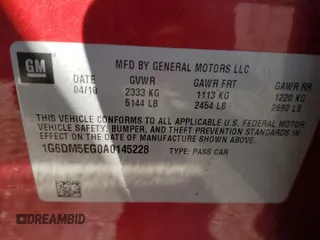 GM
MFD BY GENERAL MOTORS LLC
DATE GVWR GAWR FRT GAWR RR
04/10 2333 KG 1113 KG 1220 KG
5144 LB 2454 LB 2690 LB
THIS VEHICLE CONFORMS TO ALL APPLICABLE U.S. FEDERAL MOTOR
VEHICLE SAFETY, BUMPER, AND THEFT PREVENTION STANDARDS
IN EFFECT ON THE DATE OF MANUFACTURE SHOWN ABOVE.
1G6DM5EG0A0145228 TYPE: PASS CAR
DREAMBID